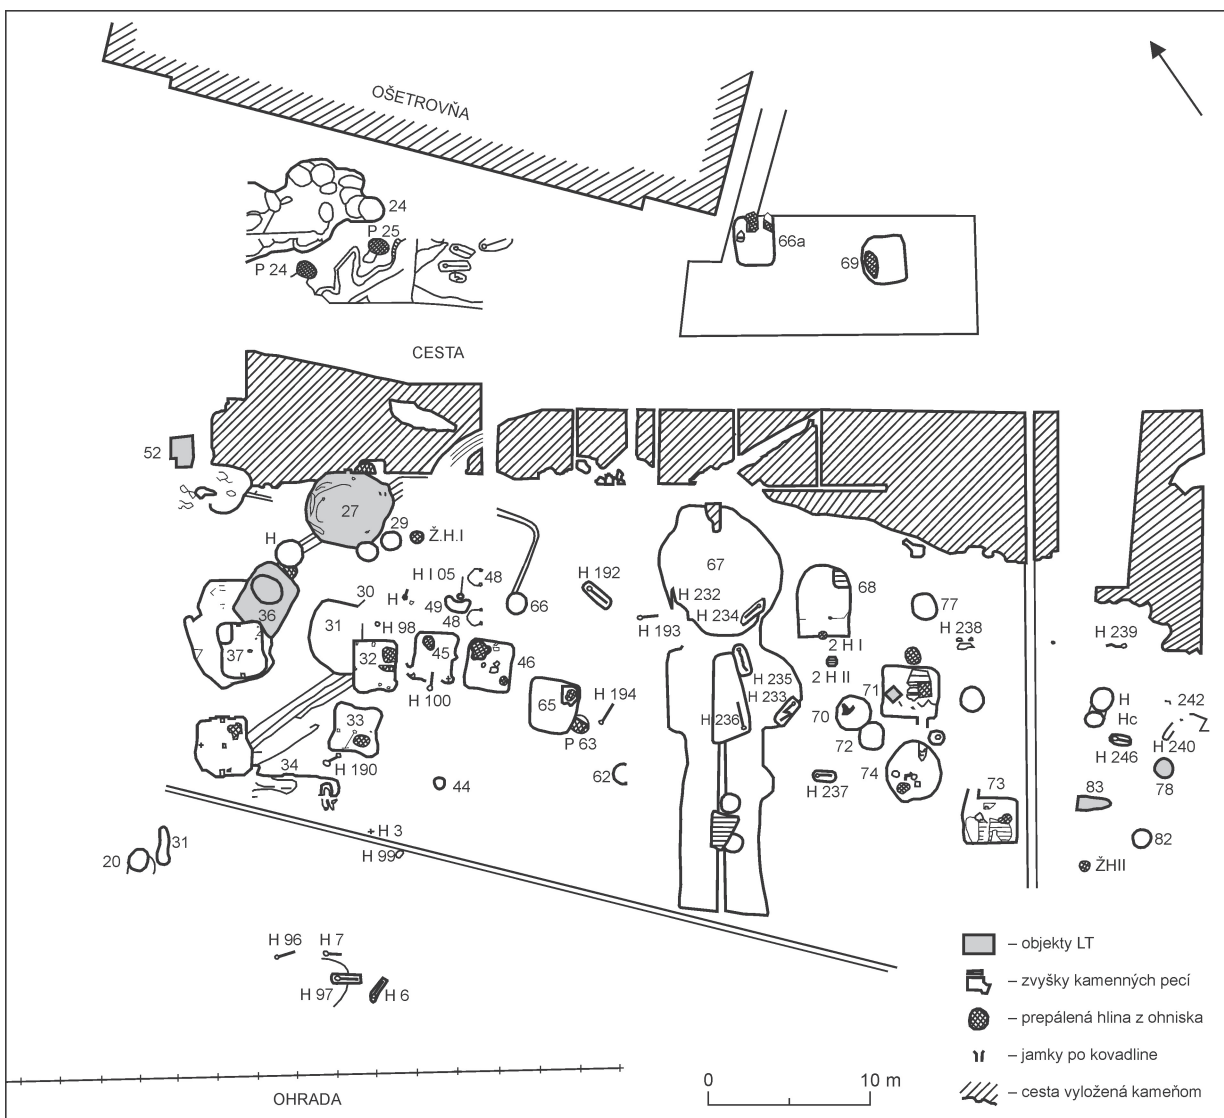 OŠETROVŇA
24
P 25
P 24
66a
69
CESTA
52
27
29
Ž.H.I
H
H I 05
48
H 192
67
68
H
30
49
48
66
H 232
H 234
77
36
31
H 98
H 193
H 238
H 239
7
37
32
45
46
2 H I
2 H II
H 235
H 100
65
H 194
H 233
71
H
242
33
H 236
70
Hc
P 63
72
H 246
H 240
34
H 190
62
H 237
74
78
44
73
83
H 3
82
31
20
H 99
ŽHII
H 96
H 7
H 97
H 6
– objekty LT
– zvyšky kamenných pecí
– prepálená hlina z ohniska
– jamky po kovadline
– cesta vyložená kameňom
0
10 m
OHRADA